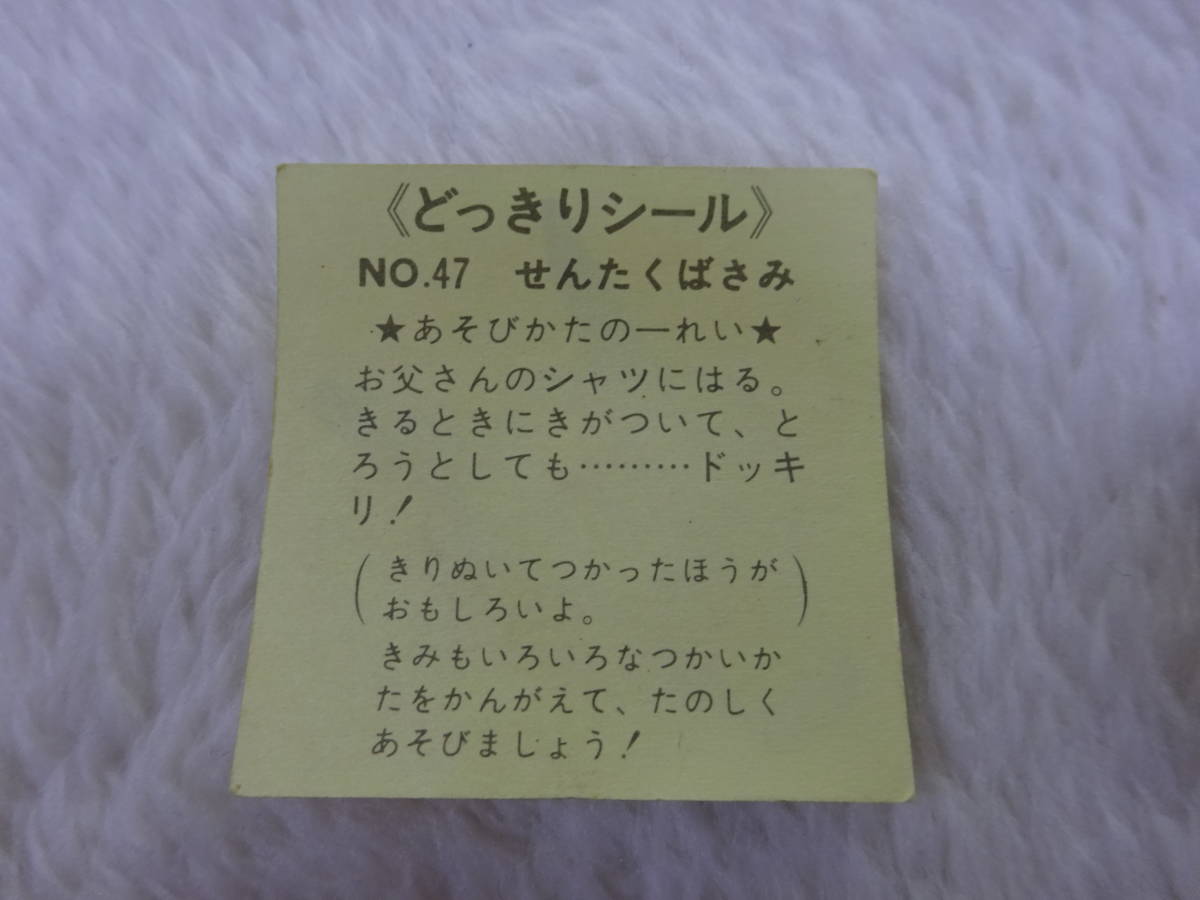 《どっきりシール》
NO.47 せんたくばさみ
★あそびかたの一れい★
お父さんのシャツにはる。
きるときにきがついて、と
ろうとしても………ドッキ
リ!
(きりぬいてつかったほうが
おもしろいよ。)
きみもいろいろなつかいか
たをかんがえて、たのしく
あそびましょう!